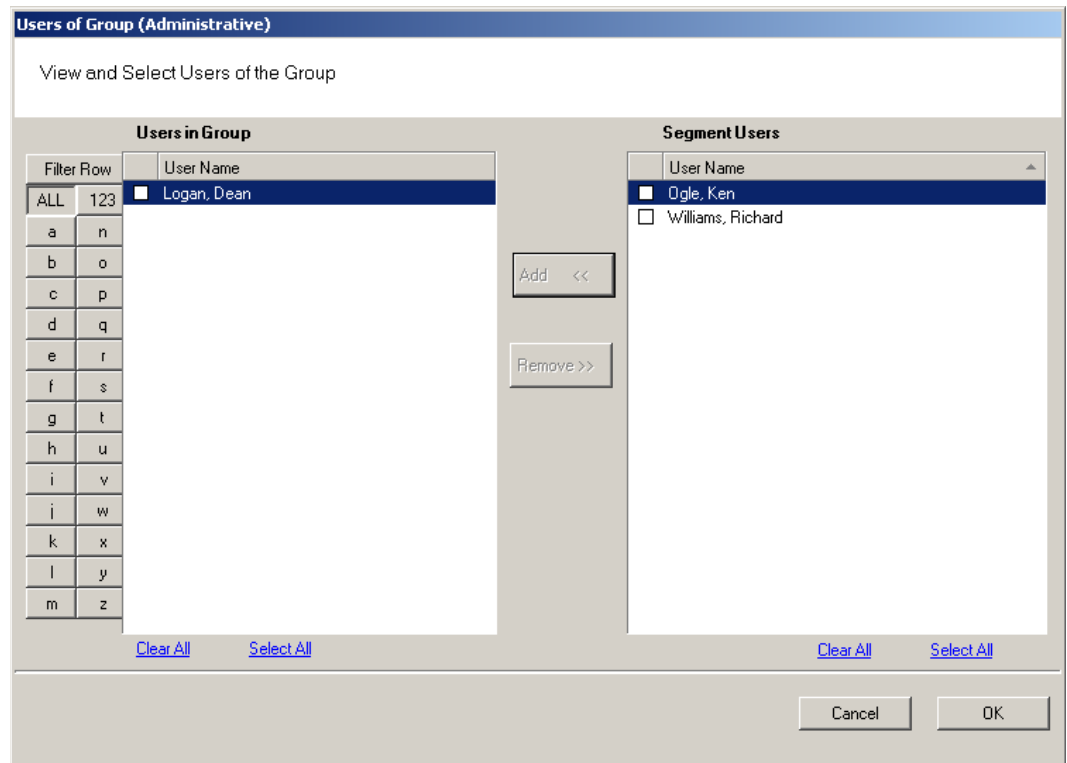 Users of Group (Administrative)
View and Select Users of the Group
Users in Group
Segment Users
Filter Row
User Name
User Name
ALL 123
Logan, Dean
Ogle, Ken
Williams, Richard
a n
b o
c p
d q
e r
f s
g t
h u
i v
j w
k x
l y
m z
Add <<
Remove >>
Clear All Select All
Clear All Select All
Cancel OK